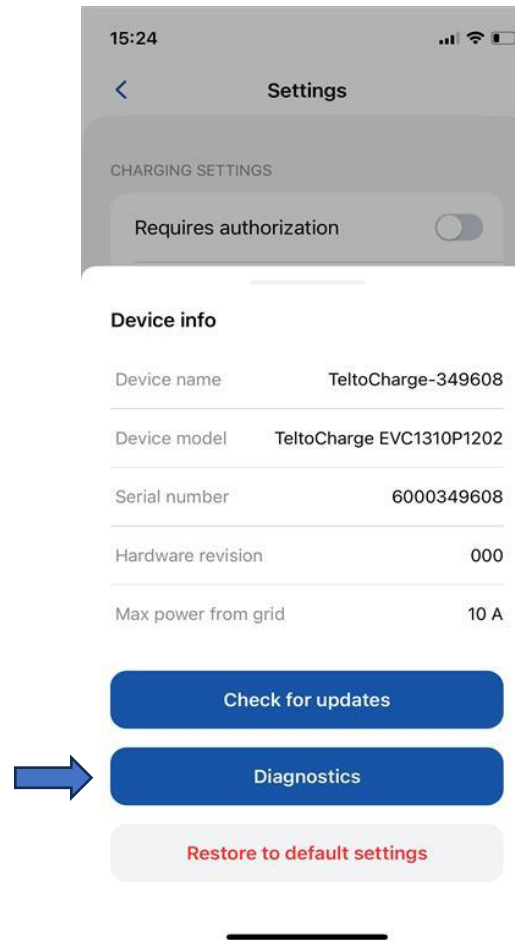 15:24
Settings
CHARGING SETTINGS
Requires authorization
Device info
Device name TeltoCharge-349608
Device model TeltoCharge EVC1310P1202
Serial number 6000349608
Hardware revision 000
Max power from grid 10 A
Check for updates
Diagnostics
Restore to default settings